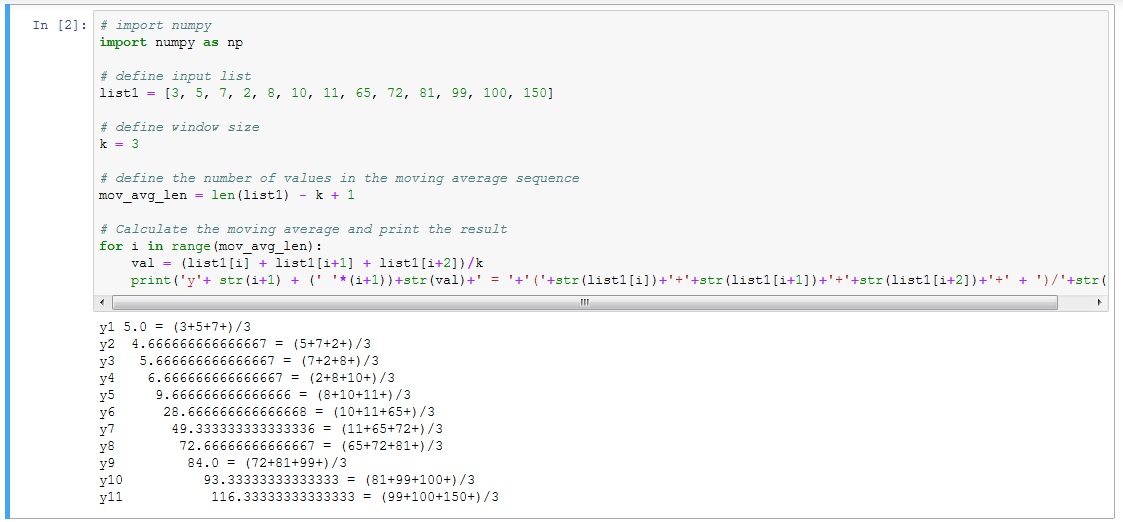 In [2]: # import numpy
import numpy as np
# define input list
list1 = [3, 5, 7, 2, 8, 10, 11, 65, 72, 81, 99, 100, 150]
# define window size
k = 3
# define the number of values in the moving average sequence
mov_avg_len = len(list1) - k + 1
# Calculate the moving average and print the result
for i in range(mov_avg_len):
    val = (list1[i] + list1[i+1] + list1[i+2])/k
    print('y'+ str(i+1) + (' '*(i+1))+str(val)+' = '+'('+str(list1[i])+'+'+str(list1[i+1])+'+'+str(list1[i+2])+'+' + ')/'+str(
y1 5.0 = (3+5+7+)/3
y2  4.666666666666667 = (5+7+2+)/3
y3   5.666666666666667 = (7+2+8+)/3
y4    6.666666666666667 = (2+8+10+)/3
y5     9.666666666666666 = (8+10+11+)/3
y6      28.666666666666668 = (10+11+65+)/3
y7       49.333333333333336 = (11+65+72+)/3
y8        72.66666666666667 = (65+72+81+)/3
y9         84.0 = (72+81+99+)/3
y10          93.33333333333333 = (81+99+100+)/3
y11           116.33333333333333 = (99+100+150+)/3